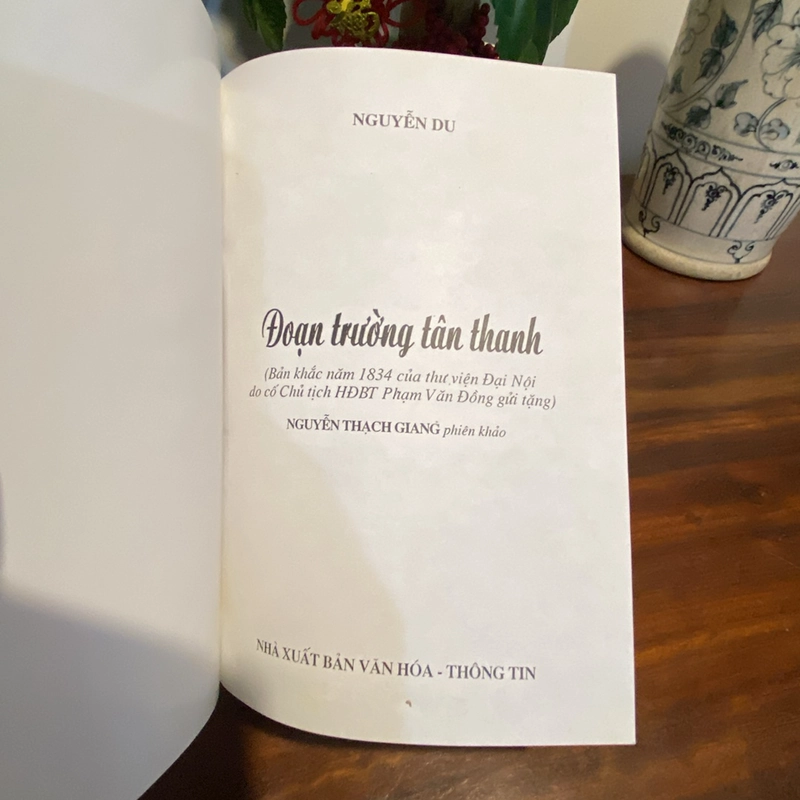 NGUYỄN DU
Đoạn trường tân thanh
(Bản khắc năm 1834 của thư viện Đại Nội
do cố Chủ tịch HĐBT Phạm Văn Đồng gửi tặng)
NGUYỄN THẠCH GIANG phiên khảo
NHÀ XUẤT BẢN VĂN HÓA - THÔNG TIN